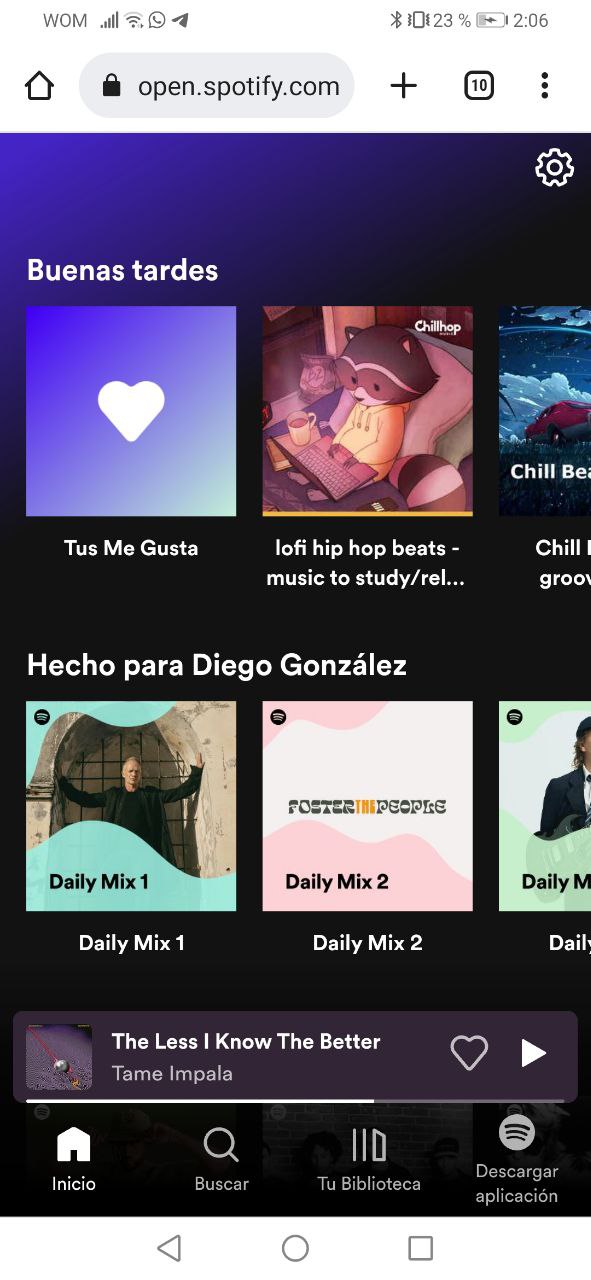 WOM 23 % 2:06
open.spotify.com 10
Buenas tardes
Chillhop
Chill Bea
Tus Me Gusta
lofi hip hop beats -
music to study/rel...
Chill
groov
Hecho para Diego González
FOSTER THE PEOPLE
Daily Mix 1
Daily Mix 2
Daily M
Daily Mix 1
Daily Mix 2
Daily
The Less I Know The Better
Tame Impala
Inicio
Buscar
Tu Biblioteca
Descargar
aplicación